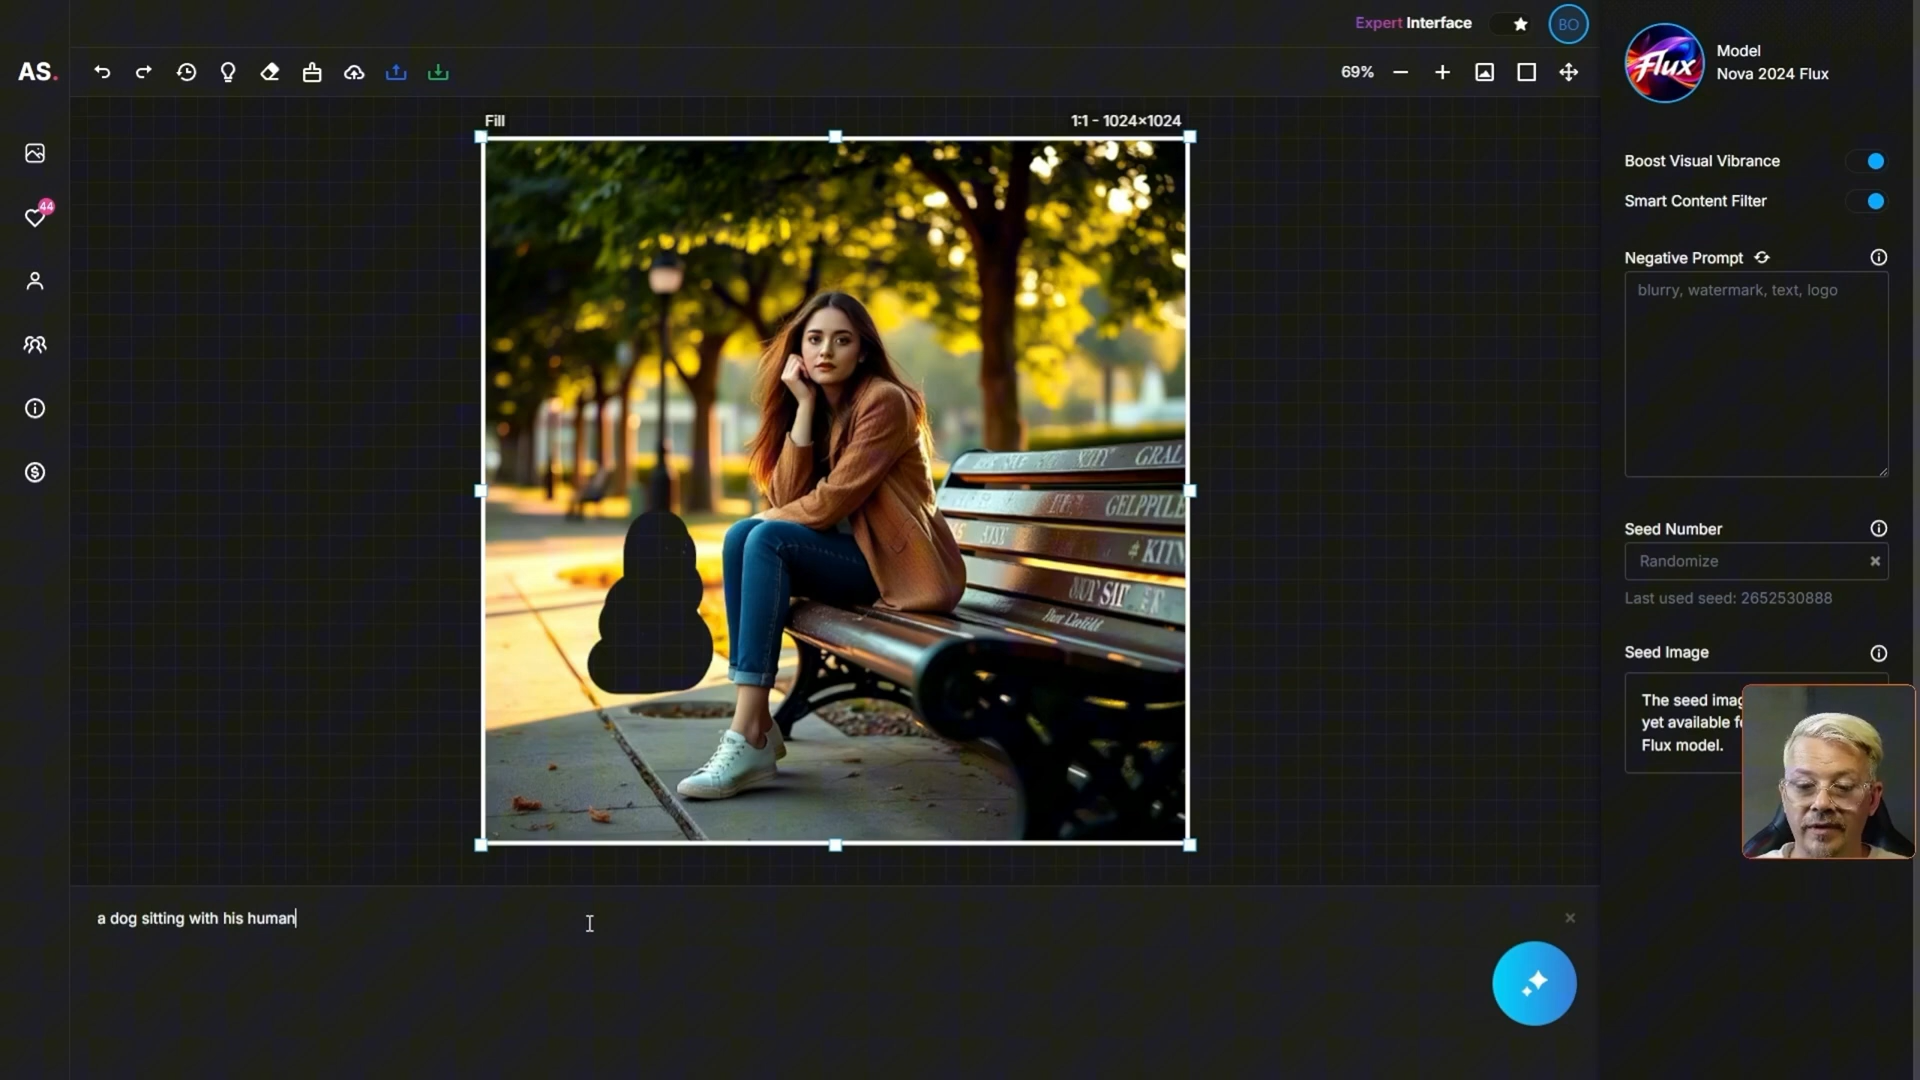 Expert Interface
BO
AS.
69%
Flux
Model
Nova 2024 Flux
Fill
1:1 - 1024×1024
44
Boost Visual Vibrance
Smart Content Filter
Negative Prompt
blurry, watermark, text, logo
Seed Number
Randomize
Last used seed: 2652530888
Seed Image
The seed imag
yet available f
Flux model.
GRAL
GELPPILE
a dog sitting with his human